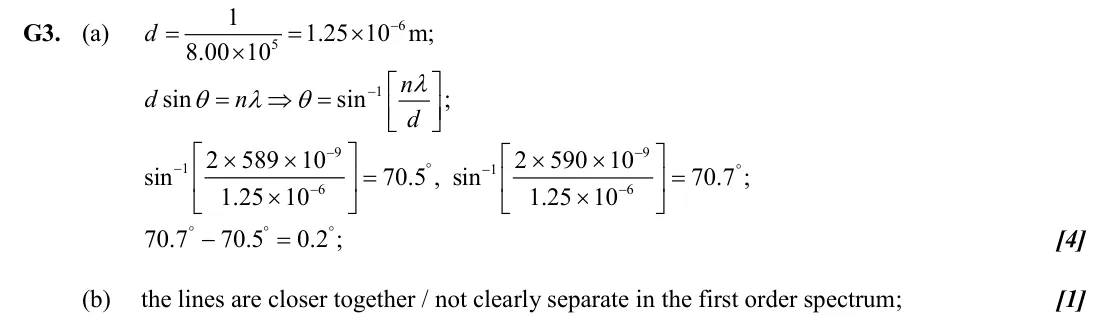 G3. (a) d = 1 / 8.00×10⁵ = 1.25×10⁻⁶ m;
d sin θ = nλ ⇒ θ = sin⁻¹ [nλ / d];
sin⁻¹ [2 × 589 × 10⁻⁹ / 1.25 × 10⁻⁶] = 70.5°, sin⁻¹ [2 × 590 × 10⁻⁹ / 1.25 × 10⁻⁶] = 70.7°;
70.7° − 70.5° = 0.2°; [4]
(b) the lines are closer together / not clearly separate in the first order spectrum; [1]